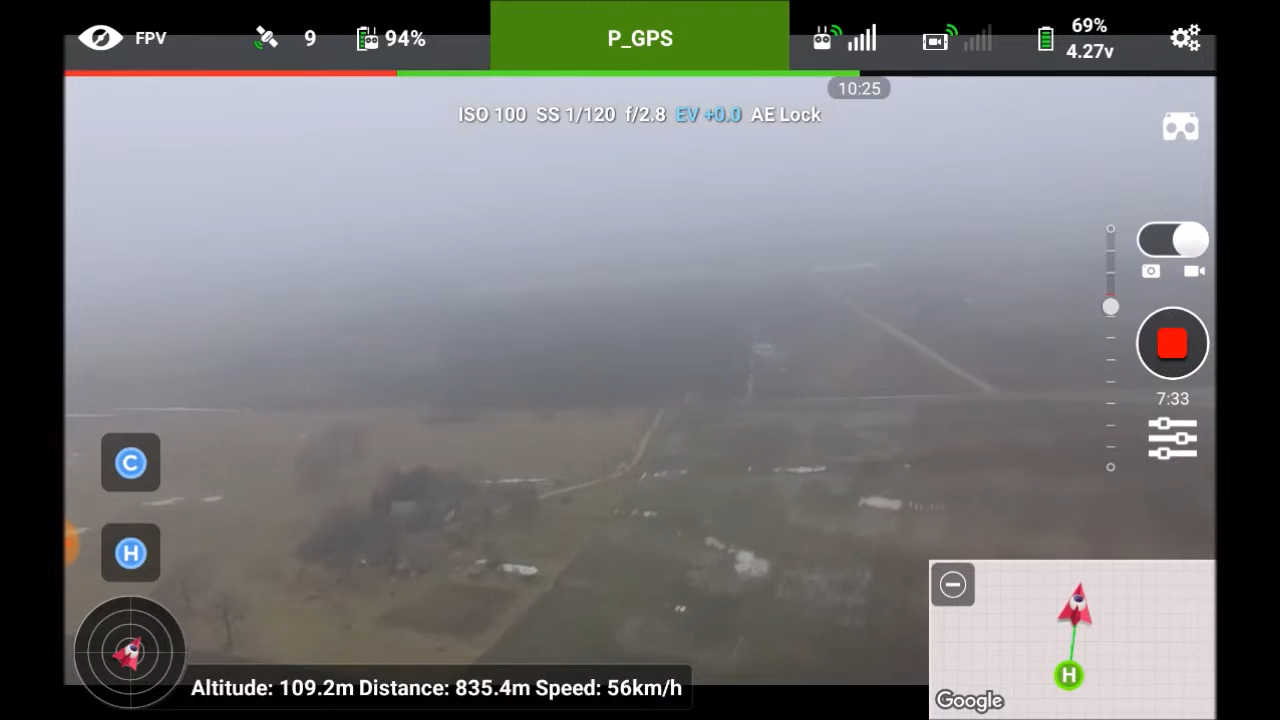 FPV
9
94%
P_GPS
69%
4.27v
10:25
ISO 100 SS 1/120 f/2.8 EV +0.0 AE Lock
7:33
C
H
Altitude: 109.2m Distance: 835.4m Speed: 56km/h
H
Google